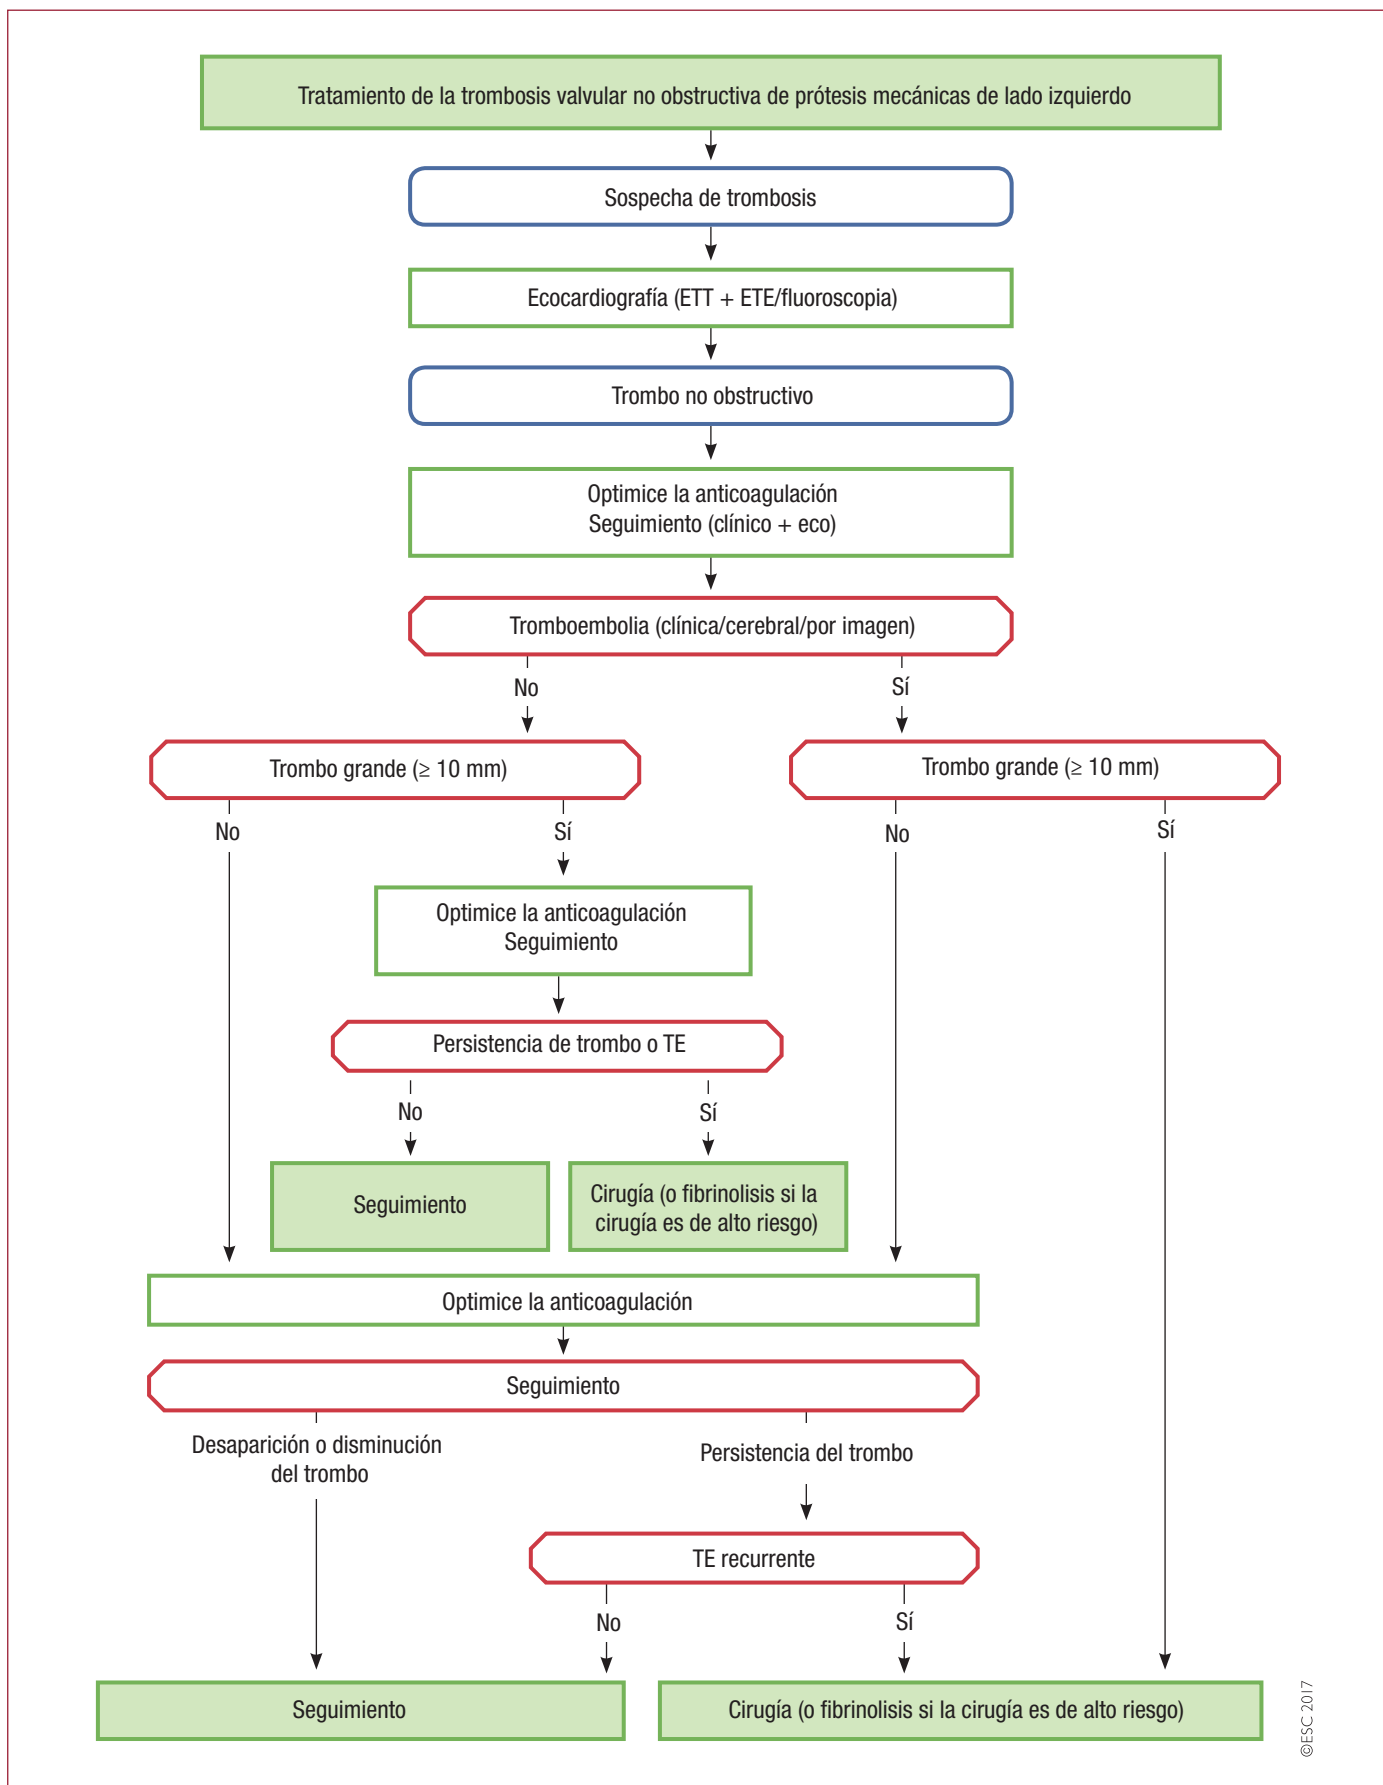 Tratamiento de la trombosis valvular no obstructiva de prótesis mecánicas de lado izquierdo
Sospecha de trombosis
Ecocardiografía (ETT + ETE/fluoroscopia)
Trombo no obstructivo
Optimice la anticoagulación
Seguimiento (clínico + eco)
Tromboembolia (clínica/cerebral/por imagen)
No
Sí
Trombo grande (≥ 10 mm)
Trombo grande (≥ 10 mm)
No
Sí
No
Sí
Optimice la anticoagulación
Seguimiento
Persistencia de trombo o TE
No
Sí
Seguimiento
Cirugía (o fibrinolisis si la
cirugía es de alto riesgo)
Optimice la anticoagulación
Seguimiento
Desaparición o disminución
del trombo
Persistencia del trombo
TE recurrente
No
Sí
Seguimiento
Cirugía (o fibrinolisis si la cirugía es de alto riesgo)
©ESC 2017